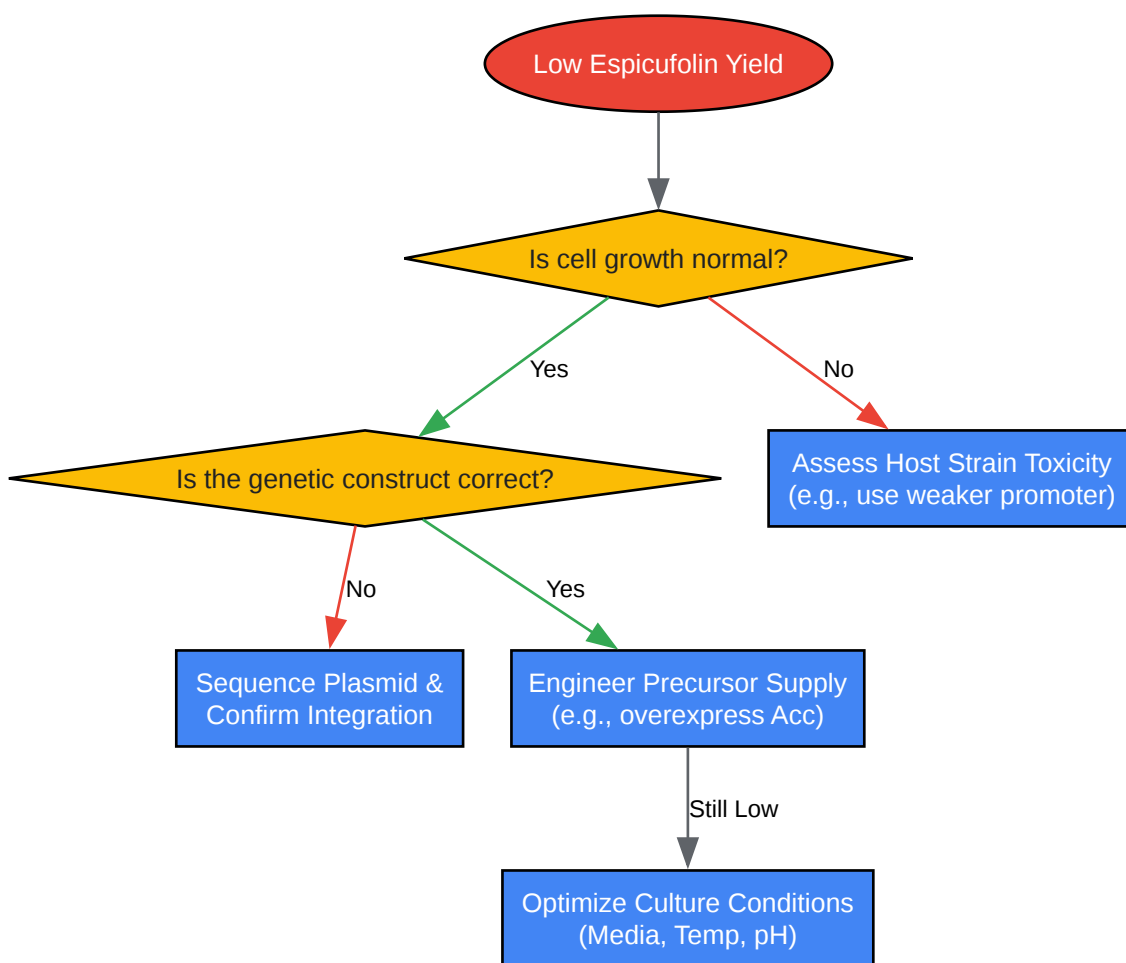 Low Espicufolin Yield
Is cell growth normal?
Yes
No
Is the genetic construct correct?
Assess Host Strain Toxicity
(e.g., use weaker promoter)
No
Yes
Sequence Plasmid &
Confirm Integration
Engineer Precursor Supply
(e.g., overexpress Acc)
Still Low
Optimize Culture Conditions
(Media, Temp, pH)